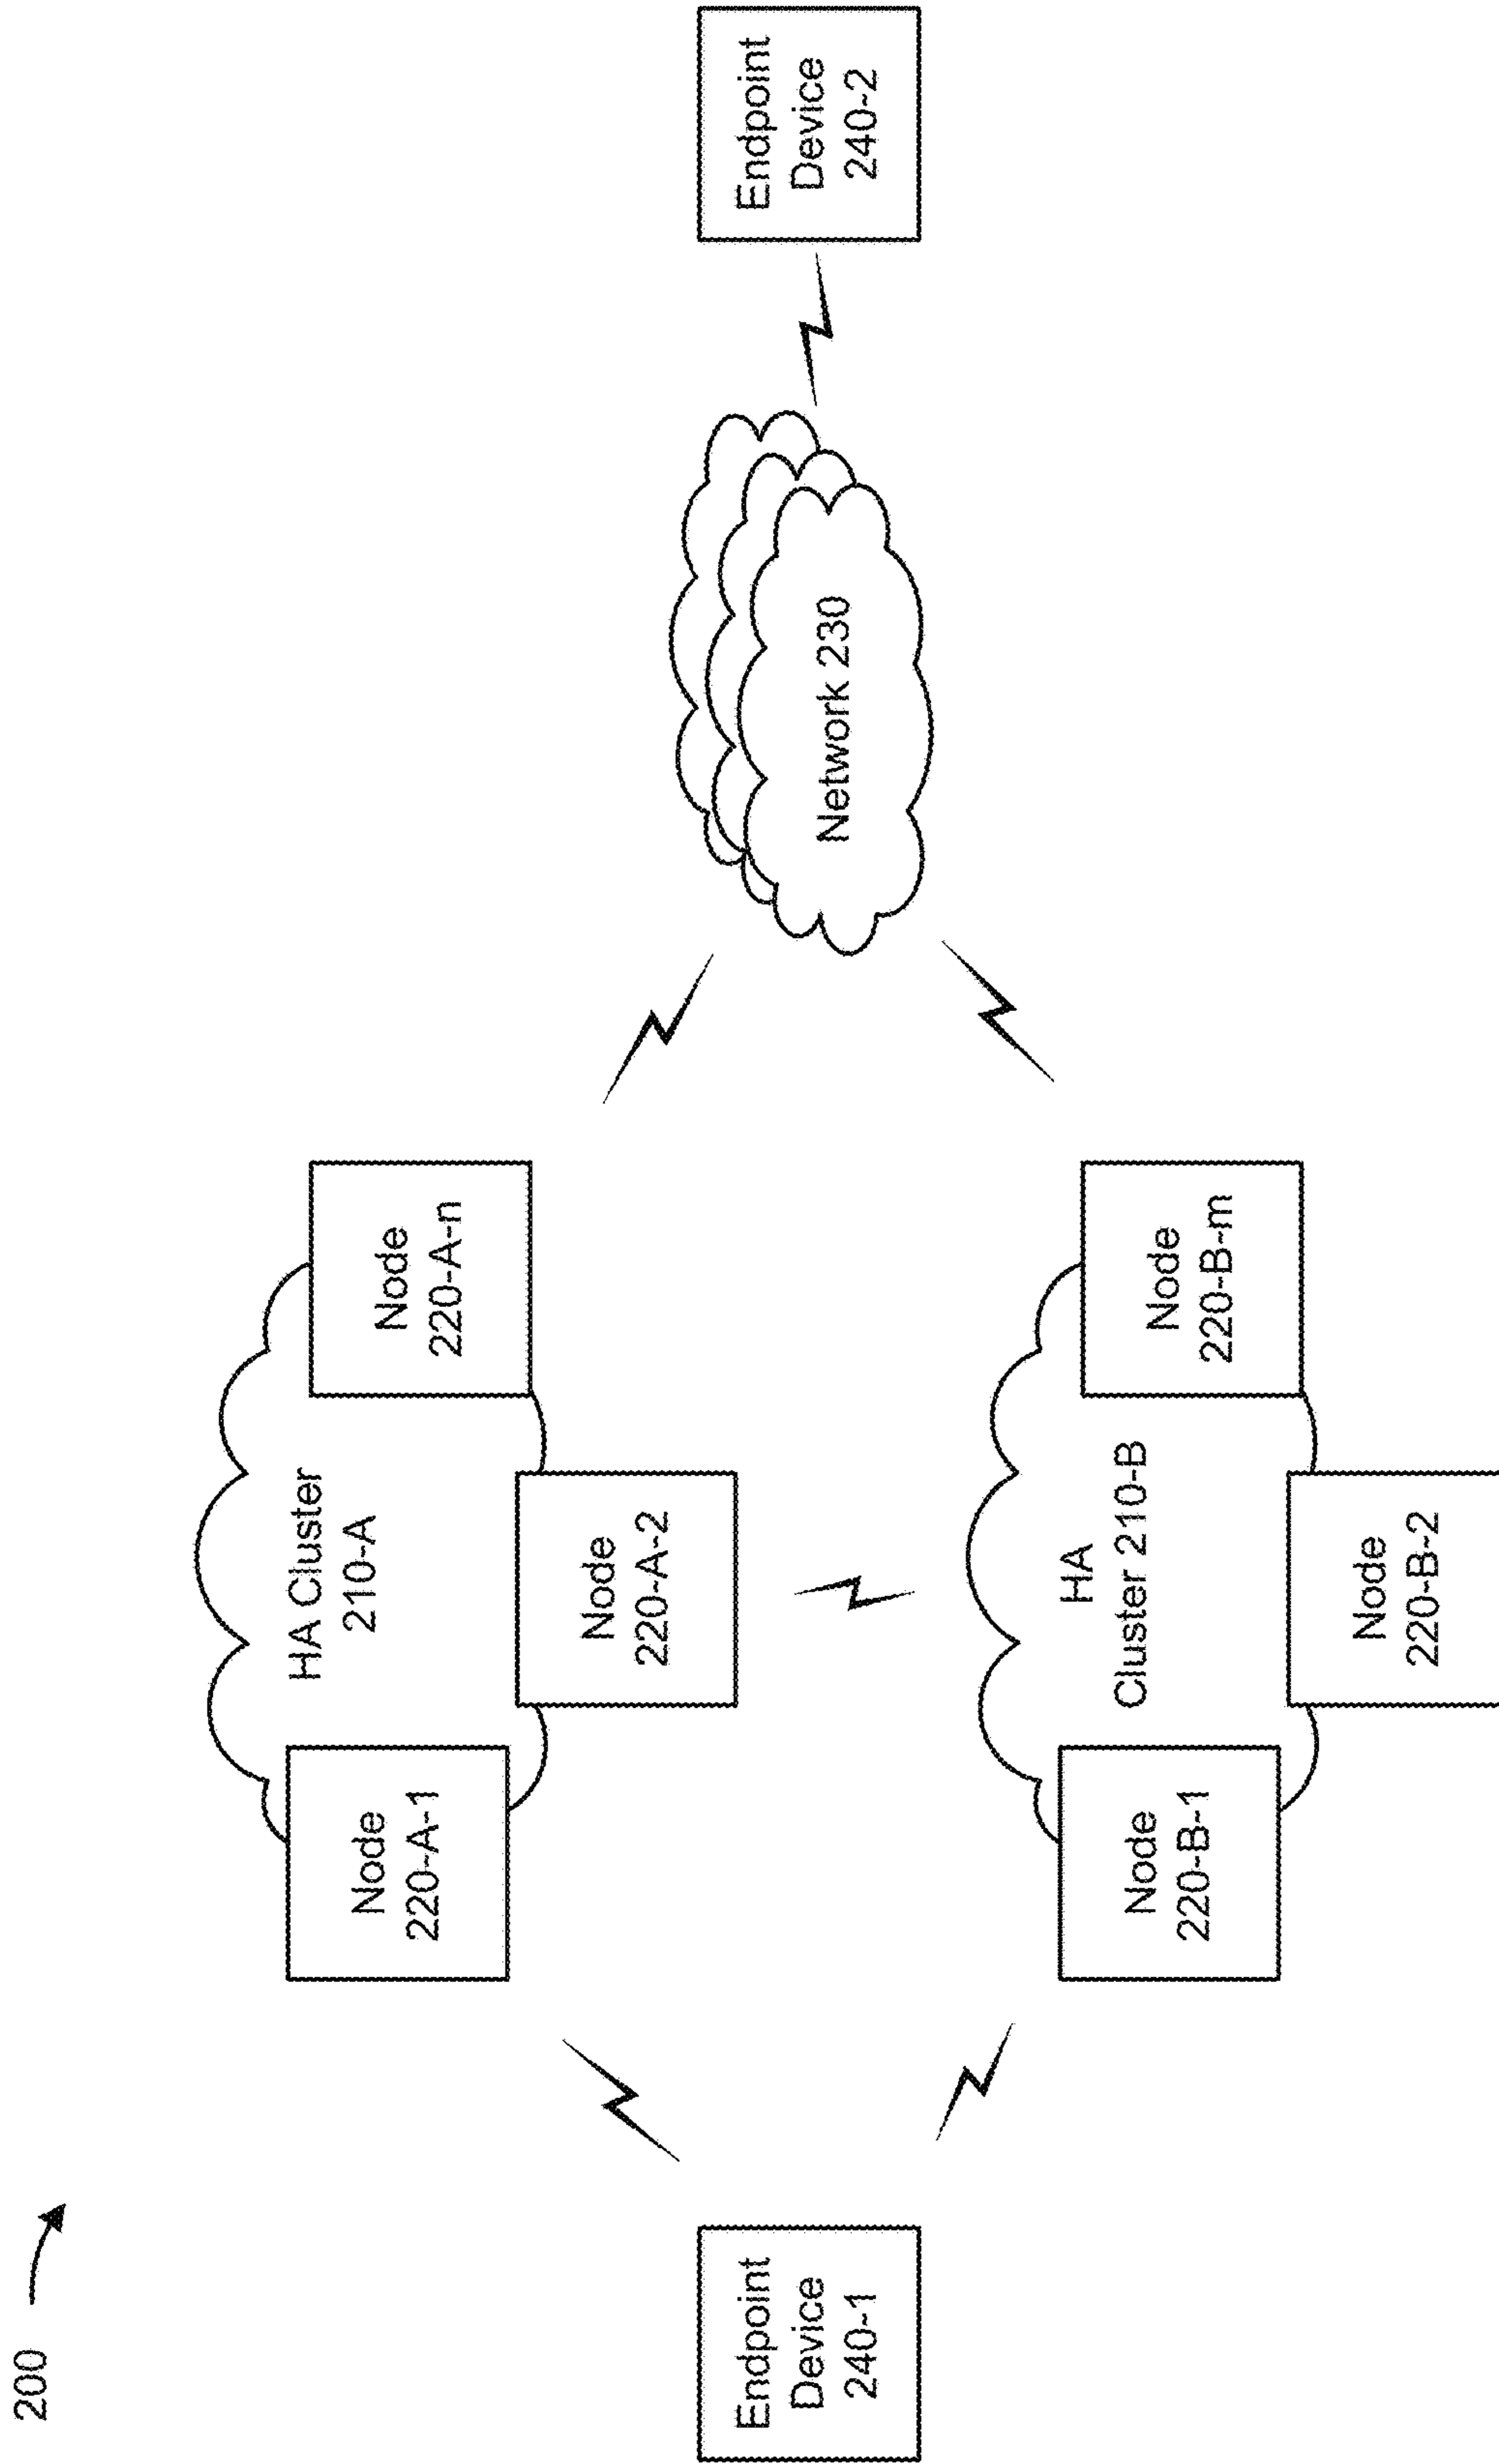 200
HA Cluster
210-A
Node
220-A-1
Node
220-A-2
Node
220-A-n
Endpoint
Device
240-1
Network 230
Endpoint
Device
240-2
HA
Cluster 210-B
Node
220-B-1
Node
220-B-2
Node
220-B-m